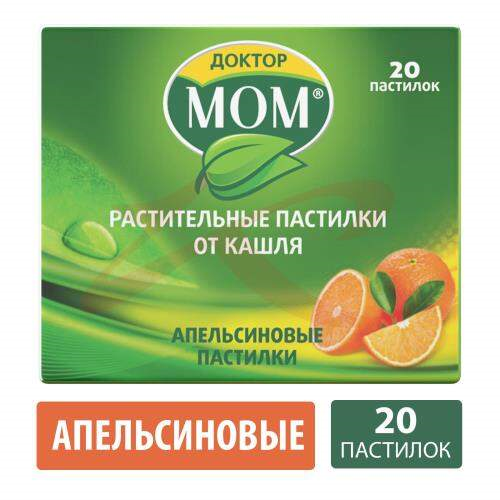 ДОКТОР
МОМ®
20
ПАСТИЛОК
РАСТИТЕЛЬНЫЕ ПАСТИЛКИ
ОТ КАШЛЯ
АПЕЛЬСИНОВЫЕ
ПАСТИЛКИ
АПЕЛЬСИНОВЫЕ
20
ПАСТИЛОК